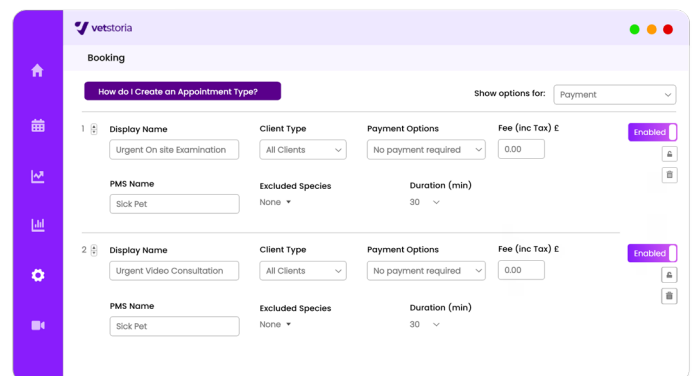 vetstoria
Booking
How do I Create an Appointment Type?
Show options for: Payment
1 Display Name Client Type Payment Options Fee (inc Tax) £ Enabled
Urgent On site Examination All Clients No payment required 0.00
PMS Name Excluded Species Duration (min)
Sick Pet None 30
2 Display Name Client Type Payment Options Fee (inc Tax) £ Enabled
Urgent Video Consultation All Clients No payment required 0.00
PMS Name Excluded Species Duration (min)
Sick Pet None 30